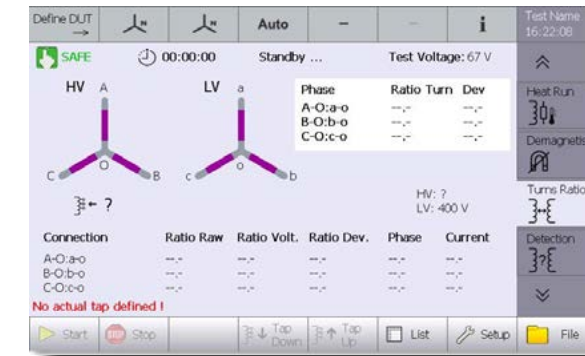 Define DUT N N Auto – – i Test Name
16:22:08
SAFE 00:00:00 Standby ... Test Voltage: 67 V
HV A LV a Phase Ratio Turn Dev
A-O:a-o --.- --.-
B-O:b-o --.- --.-
C-O:c-o --.- --.-
O o
C B c b
Heat Run
Demagnetis
HV: ?
LV: 400 V
← ?
Turns Ratio
Connection Ratio Raw Ratio Volt. Ratio Dev. Phase Current
A-O:a-o --.- --.- --.- --.- --.-
B-O:b-o --.- --.- --.- --.- --.-
C-O:c-o --.- --.- --.- --.- --.-
Detection
No actual tap defined !
Start Stop Tap Down Tap Up List Setup File